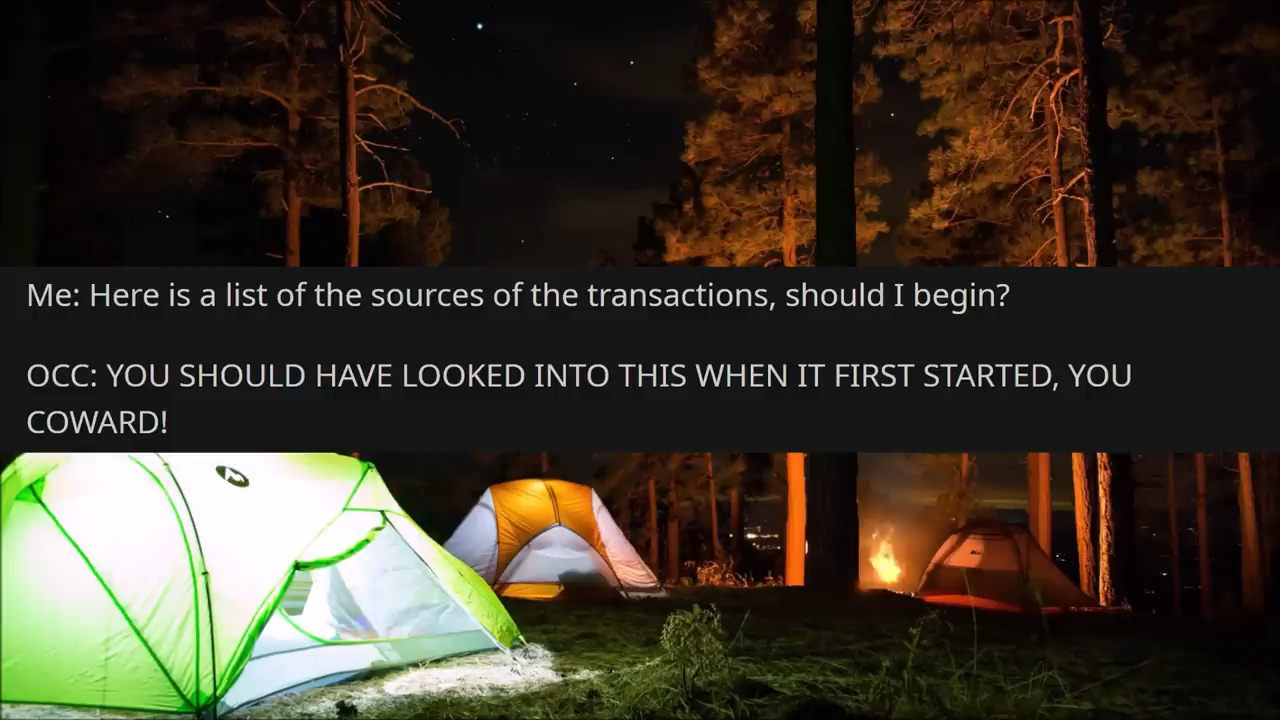 Me: Here is a list of the sources of the transactions, should I begin?
OCC: YOU SHOULD HAVE LOOKED INTO THIS WHEN IT FIRST STARTED, YOU
COWARD!